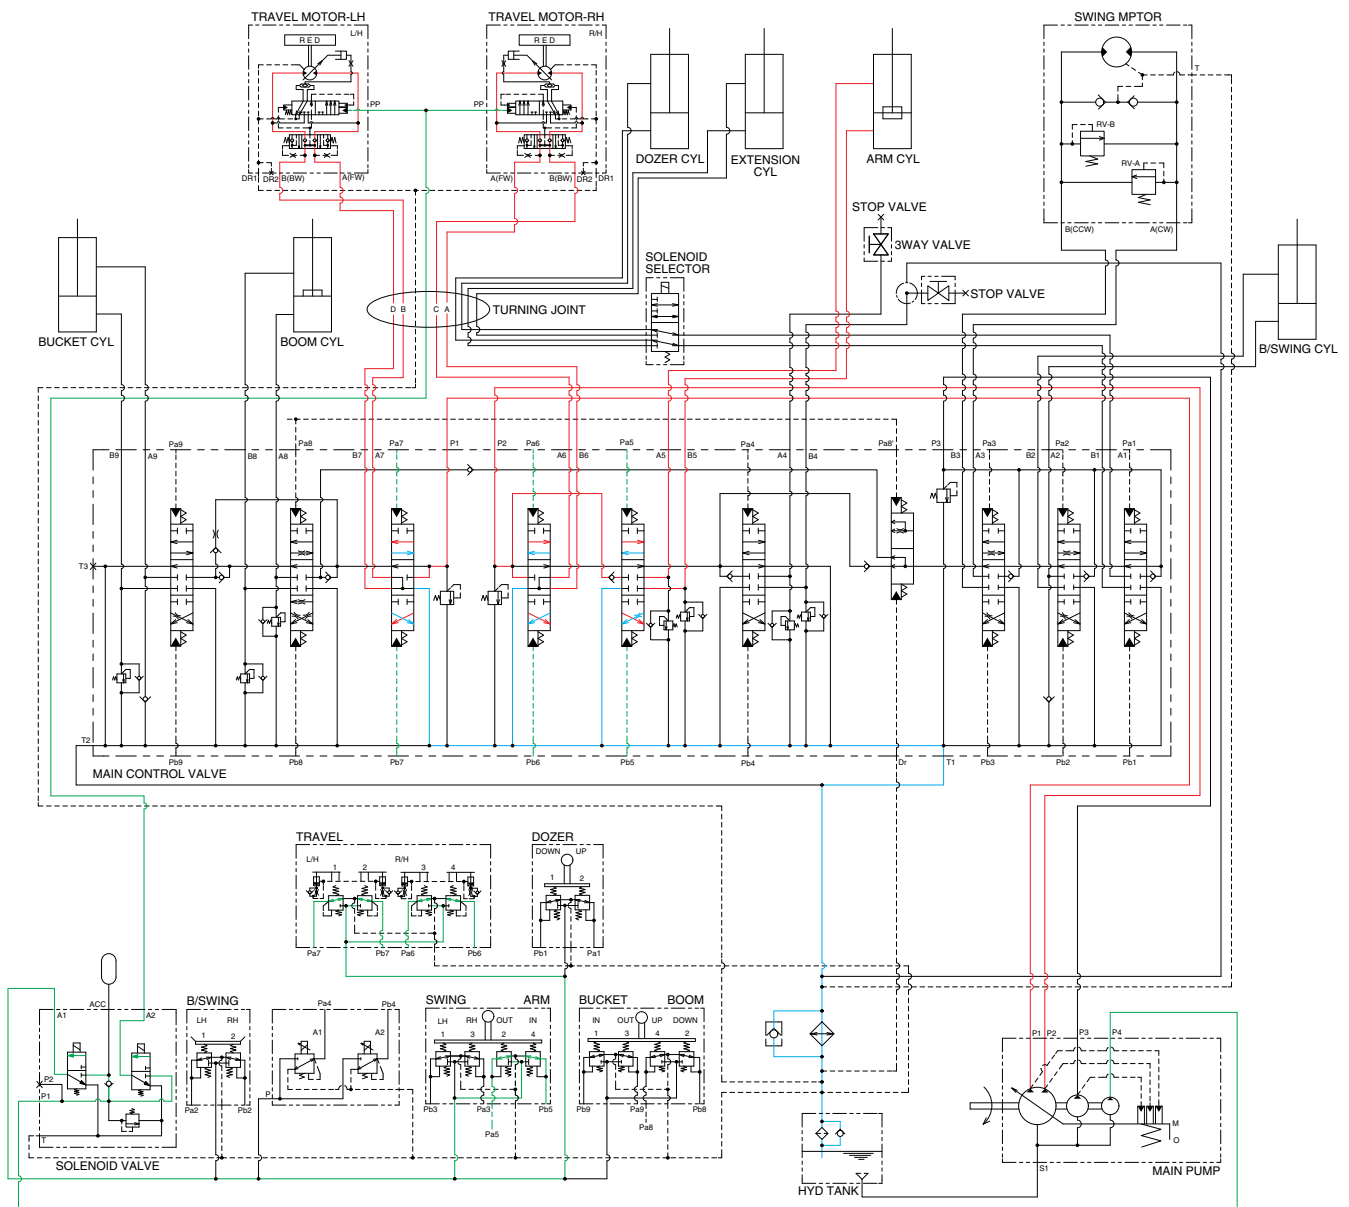 TRAVEL MOTOR-LH
TRAVEL MOTOR-RH
SWING MPTOR
L/H
R/H
RED
RED
PP
PP
T
RV-B
RV-A
DR1
DR2
B(BW)
A(FW)
A(FW)
B(BW)
DR2
DR1
DOZER CYL
EXTENSION
CYL
ARM CYL
STOP VALVE
3WAY VALVE
B(CCW)
A(CW)
SOLENOID
SELECTOR
STOP VALVE
D
B
C
A
TURNING JOINT
BUCKET CYL
BOOM CYL
B/SWING CYL
B9
A9
Pa9
B8
A8
Pa8
B7
A7
Pa7
P1
P2
Pa6
A6
B6
Pa5
A5
B5
Pa4
A4
B4
Pa8'
P3
B3
A3
Pa3
B2
A2
Pa2
B1
A1
Pa1
T3
T2
Pb9
Pb8
Pb7
Pb6
Pb5
Pb4
Dr
T1
Pb3
Pb2
Pb1
MAIN CONTROL VALVE
TRAVEL
L/H
R/H
1
2
3
4
Pa7
Pb7
Pa6
Pb6
DOZER
DOWN
UP
1
2
Pb1
Pa1
ACC
A1
A2
P2
P1
T
SOLENOID VALVE
B/SWING
LH
RH
1
2
Pa2
Pb2
Pa4
Pb4
A1
A2
P
SWING
ARM
LH
RH
OUT
IN
1
3
2
4
Pb3
Pa3
Pb5
Pa5
BUCKET
BOOM
IN
OUT
UP
DOWN
1
3
4
2
Pb9
Pa9
Pb8
Pa8
HYD TANK
P1
P2
P3
P4
M
O
S1
MAIN PUMP